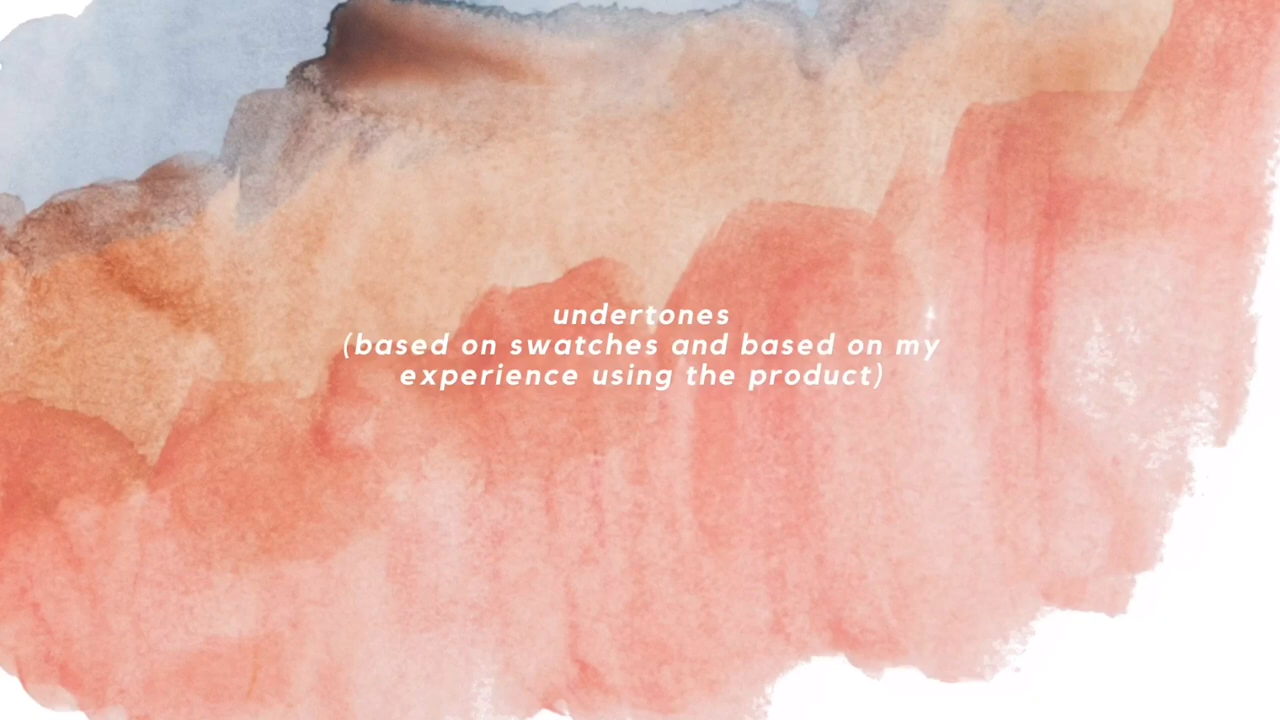 undertones
(based on swatches and based on my
experience using the product)